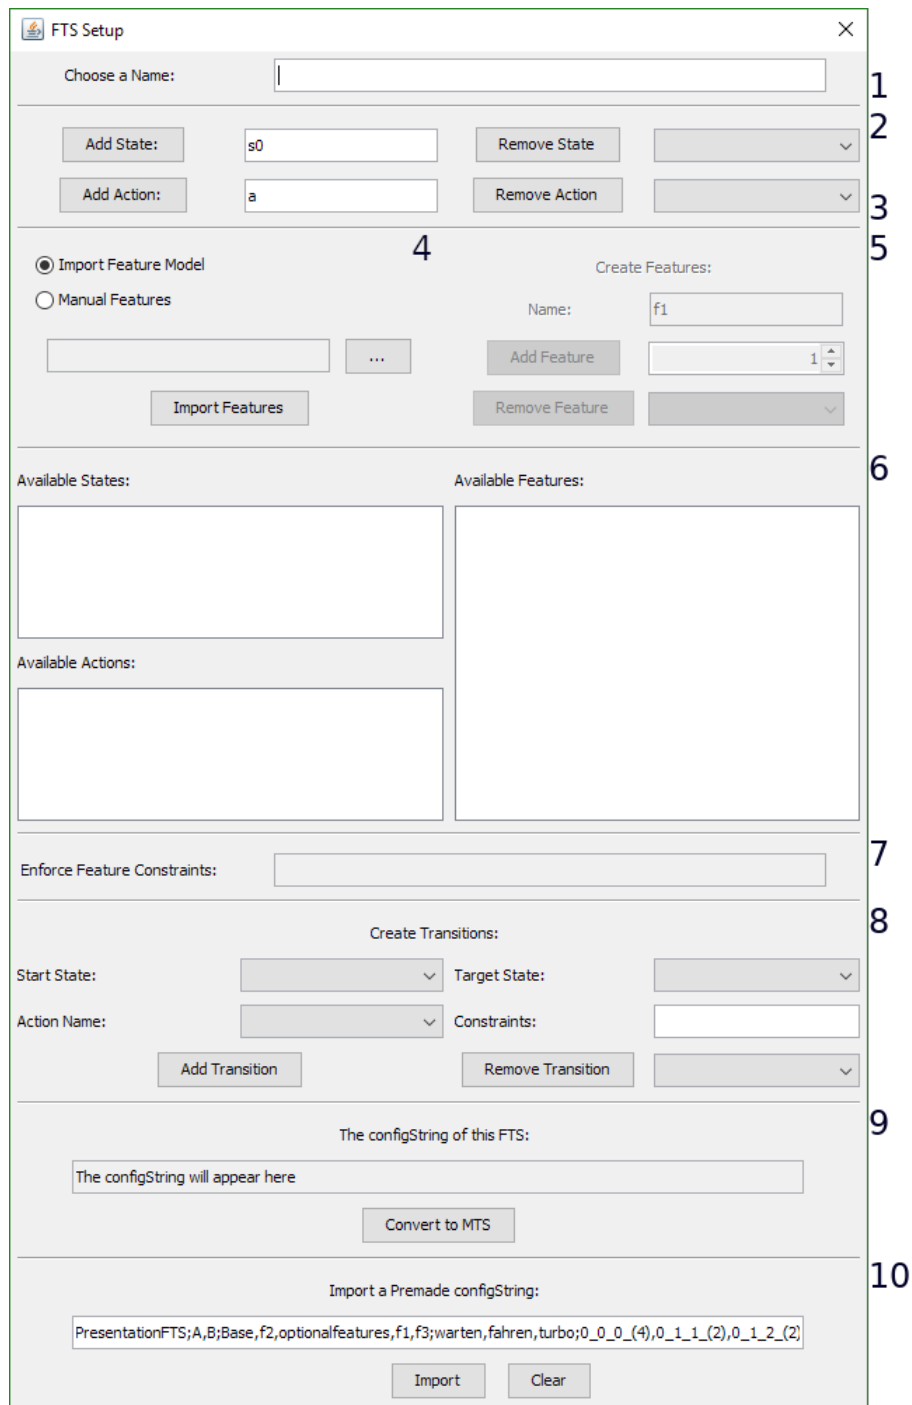 FTS Setup
Choose a Name:
1
2
Add State: s0 Remove State
Add Action: a Remove Action
3
4 5
Import Feature Model Create Features:
Manual Features Name: f1
... Add Feature 1
Import Features Remove Feature
6
Available States: Available Features:
Available Actions:
7
Enforce Feature Constraints:
8
Create Transitions:
Start State: Target State:
Action Name: Constraints:
Add Transition Remove Transition
9
The configString of this FTS:
The configString will appear here
Convert to MTS
10
Import a Premade configString:
PresentationFTS;A,B;Base,f2,optionalfeatures,f1,f3;warten,fahren,turbo;0_0_0_(4),0_1_1_(2),0_1_2_(2)
Import Clear